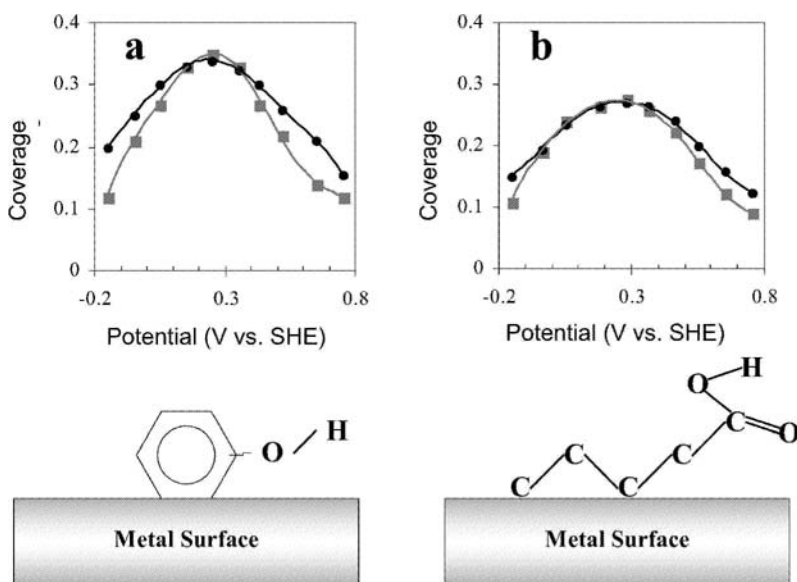 a
0.4
0.3
0.2
0.1
0
Coverage
-0.2
0.3
0.8
Potential (V vs. SHE)
b
0.4
0.3
0.2
0.1
0
Coverage
-0.2
0.3
0.8
Potential (V vs. SHE)
O
H
Metal Surface
H
O
C
O
C
C
C
C
Metal Surface